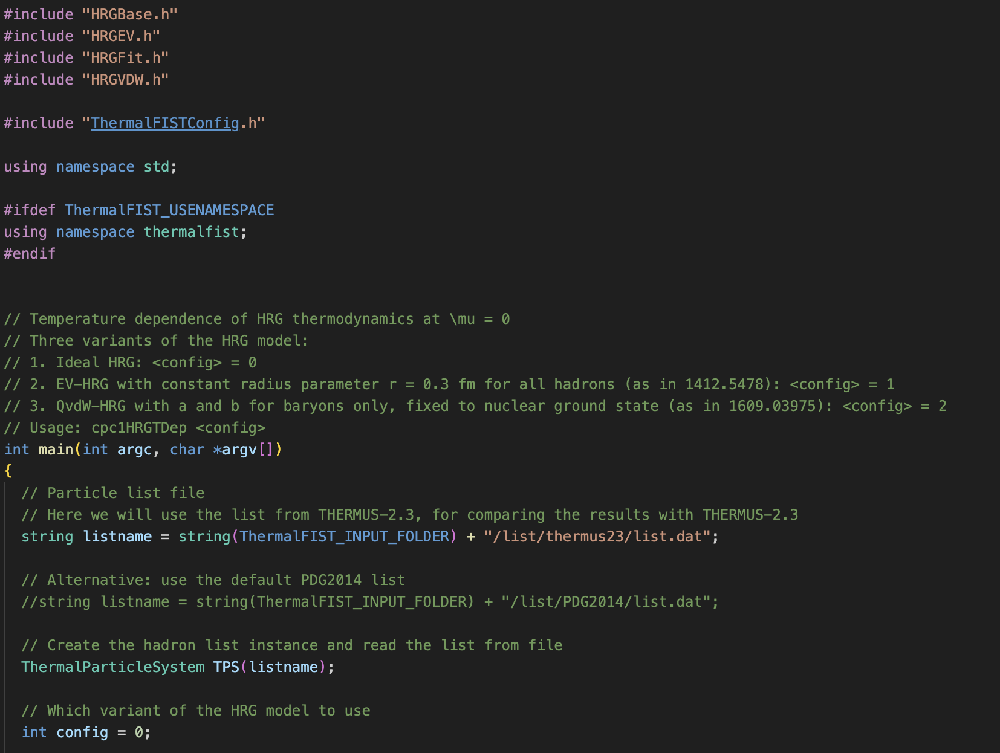 #include "HRGBase.h"
#include "HRGEV.h"
#include "HRGFit.h"
#include "HRGVDW.h"

#include "ThermalFISTConfig.h"

using namespace std;

#ifdef ThermalFIST_USENAMESPACE
using namespace thermalfist;
#endif


// Temperature dependence of HRG thermodynamics at \mu = 0
// Three variants of the HRG model:
// 1. Ideal HRG: <config> = 0
// 2. EV-HRG with constant radius parameter r = 0.3 fm for all hadrons (as in 1412.5478): <config> = 1
// 3. QvdW-HRG with a and b for baryons only, fixed to nuclear ground state (as in 1609.03975): <config> = 2
// Usage: cpc1HRGTDep <config>
int main(int argc, char *argv[])
{
  // Particle list file
  // Here we will use the list from THERMUS-2.3, for comparing the results with THERMUS-2.3
  string listname = string(ThermalFIST_INPUT_FOLDER) + "/list/thermus23/list.dat";

  // Alternative: use the default PDG2014 list
  //string listname = string(ThermalFIST_INPUT_FOLDER) + "/list/PDG2014/list.dat";

  // Create the hadron list instance and read the list from file
  ThermalParticleSystem TPS(listname);

  // Which variant of the HRG model to use
  int config = 0;